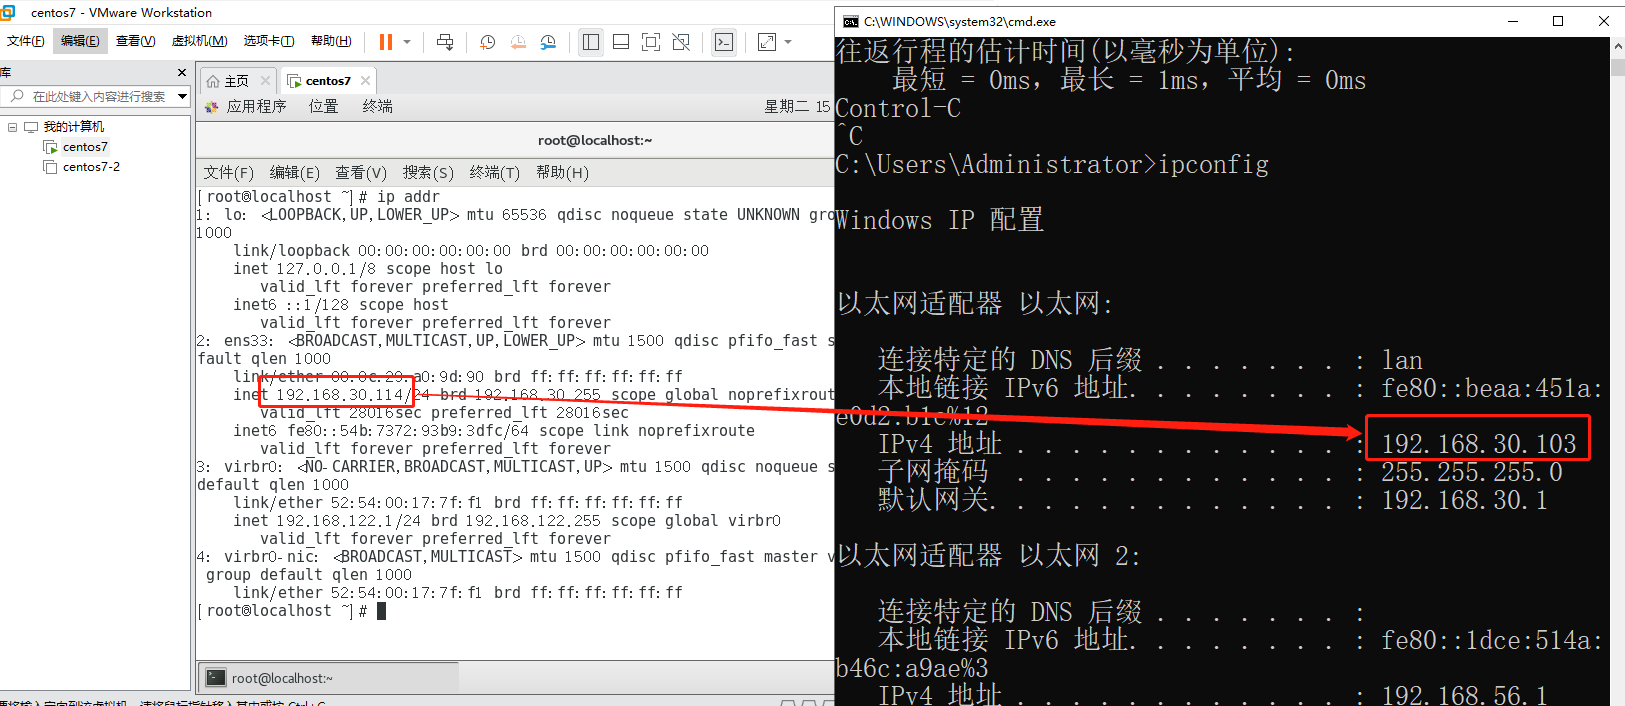 centos7 - VMware Workstation
文件(F) 编辑(E) 查看(V) 虚拟机(M) 选项卡(T) 帮助(H)
库
在此处键入内容进行搜索
我的计算机
centos7
centos7-2
主页 centos7
应用程序 位置 终端 星期二 15
root@localhost:~
文件(F) 编辑(E) 查看(V) 搜索(S) 终端(T) 帮助(H)
[root@localhost ~]# ip addr
1: lo: <LOOPBACK,UP,LOWER_UP> mtu 65536 qdisc noqueue state UNKNOWN gro
1000
link/loopback 00:00:00:00:00:00 brd 00:00:00:00:00:00
inet 127.0.0.1/8 scope host lo
valid_lft forever preferred_lft forever
inet6 ::1/128 scope host
valid_lft forever preferred_lft forever
2: ens33: <BROADCAST,MULTICAST,UP,LOWER_UP> mtu 1500 qdisc pfifo_fast s
fault qlen 1000
link/ether 00:0c:29:a0:9d:90 brd ff:ff:ff:ff:ff:ff
inet 192.168.30.114/24 brd 192.168.30.255 scope global noprefixrout
valid_lft 28016sec preferred_lft 28016sec
inet6 fe80::54b:7372:93b9:3dfc/64 scope link noprefixroute
valid_lft forever preferred_lft forever
3: virbr0: <NO-CARRIER,BROADCAST,MULTICAST,UP> mtu 1500 qdisc noqueue s
default qlen 1000
link/ether 52:54:00:17:7f:f1 brd ff:ff:ff:ff:ff:ff
inet 192.168.122.1/24 brd 192.168.122.255 scope global virbr0
valid_lft forever preferred_lft forever
4: virbr0-nic: <BROADCAST,MULTICAST> mtu 1500 qdisc pfifo_fast master v
group default qlen 1000
link/ether 52:54:00:17:7f:f1 brd ff:ff:ff:ff:ff:ff
[root@localhost ~]#
root@localhost:~
C:\WINDOWS\system32\cmd.exe
往返行程的估计时间(以毫秒为单位):
最短 = 0ms，最长 = 1ms，平均 = 0ms
Control-C
^C
C:\Users\Administrator>ipconfig
Windows IP 配置
以太网适配器 以太网:
连接特定的 DNS 后缀 . . . . . . . : lan
本地链接 IPv6 地址. . . . . . . . : fe80::beaa:451a:
e0d2:b1c%12
IPv4 地址 . . . . . . . . . . . . : 192.168.30.103
子网掩码 . . . . . . . . . . . . : 255.255.255.0
默认网关. . . . . . . . . . . . . : 192.168.30.1
以太网适配器 以太网 2:
连接特定的 DNS 后缀 . . . . . . . :
本地链接 IPv6 地址. . . . . . . . : fe80::1dce:514a:
b46c:a9ae%3
IPv4 地址 . . . . . . . . . . . . : 192.168.56.1